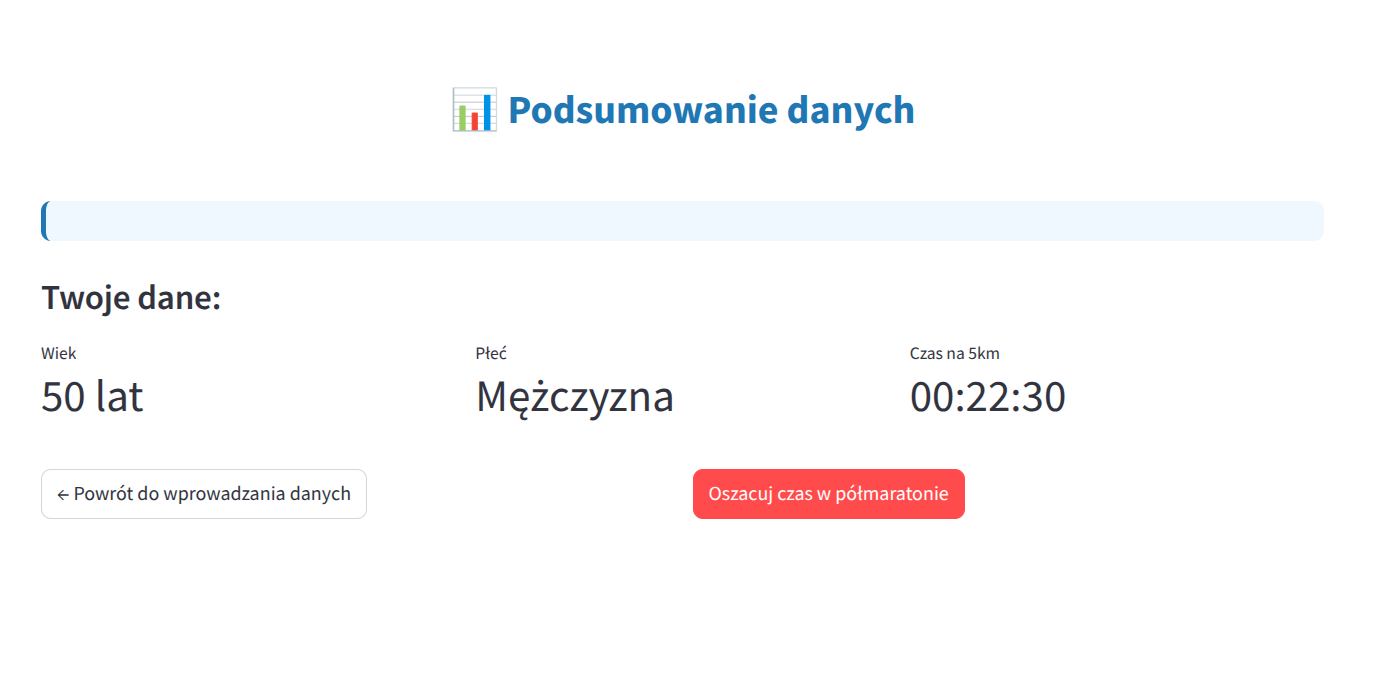 Podsumowanie danych
Twoje dane:
Wiek
50 lat
Płeć
Mężczyzna
Czas na 5km
00:22:30
← Powrót do wprowadzania danych
Oszacuj czas w półmaratonie